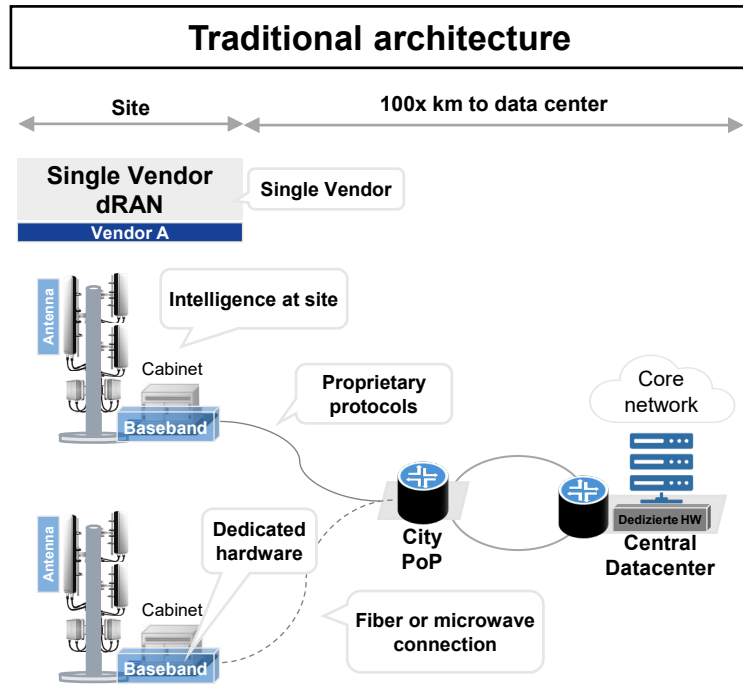 Traditional architecture
Site
100x km to data center
Single Vendor
dRAN
Single Vendor
Vendor A
Antenna
Intelligence at site
Cabinet
Baseband
Proprietary
protocols
Core
network
Dedizierte HW
City
PoP
Central
Datacenter
Antenna
Dedicated
hardware
Cabinet
Baseband
Fiber or microwave
connection